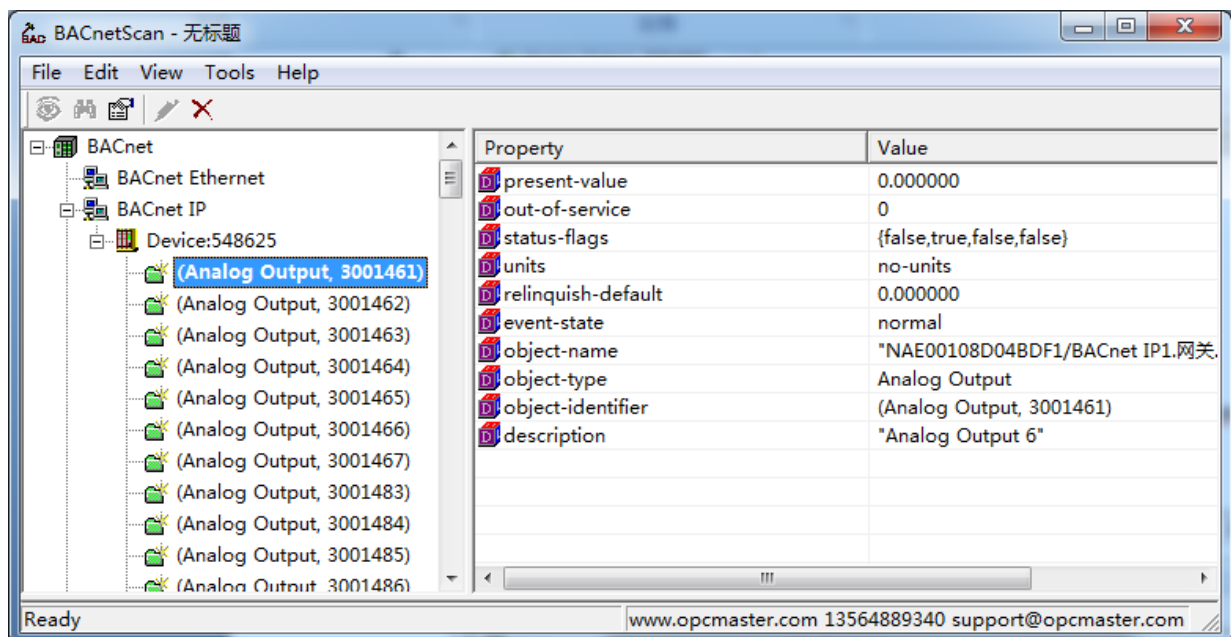 BACnetScan - 无标题
File Edit View Tools Help
BACnet
BACnet Ethernet
BACnet IP
Device:548625
(Analog Output, 3001461)
(Analog Output, 3001462)
(Analog Output, 3001463)
(Analog Output, 3001464)
(Analog Output, 3001465)
(Analog Output, 3001466)
(Analog Output, 3001467)
(Analog Output, 3001483)
(Analog Output, 3001484)
(Analog Output, 3001485)
(Analog Output, 3001486)
Property Value
present-value 0.000000
out-of-service 0
status-flags {false,true,false,false}
units no-units
relinquish-default 0.000000
event-state normal
object-name "NAE00108D04BDF1/BACnet IP1.网关.
object-type Analog Output
object-identifier (Analog Output, 3001461)
description "Analog Output 6"
Ready www.opcmaster.com 13564889340 support@opcmaster.com